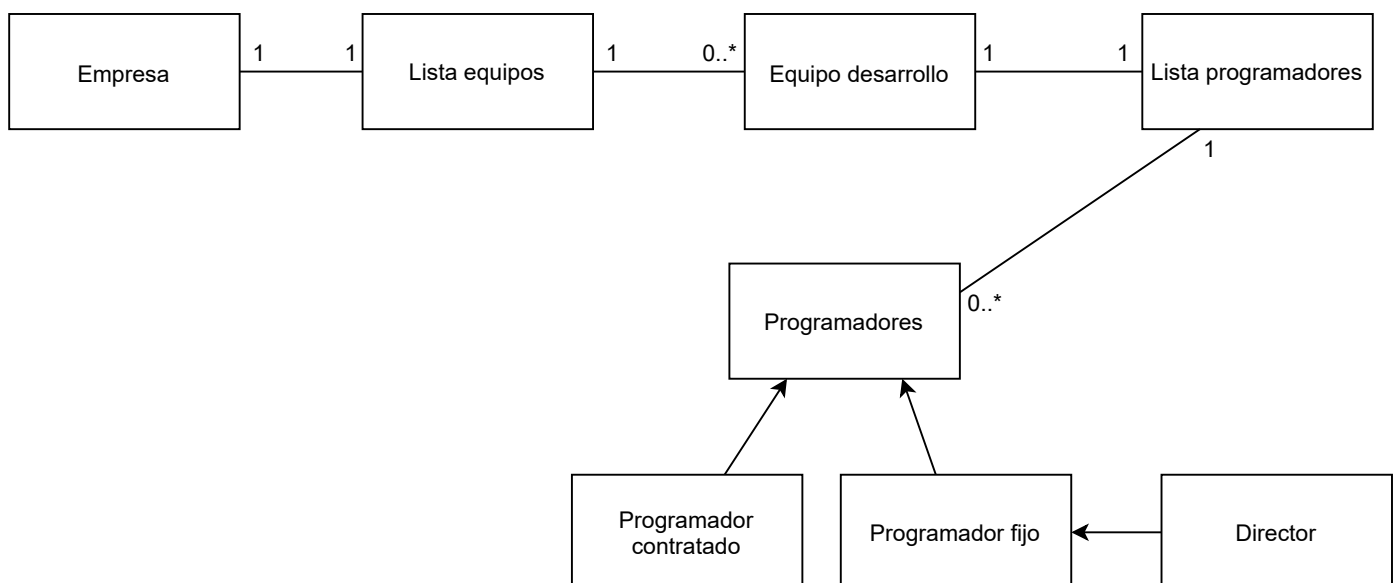 Empresa
1
1
Lista equipos
1
0..*
Equipo desarrollo
1
1
Lista programadores
1
0..*
Programadores
Programador
contratado
Programador fijo
Director